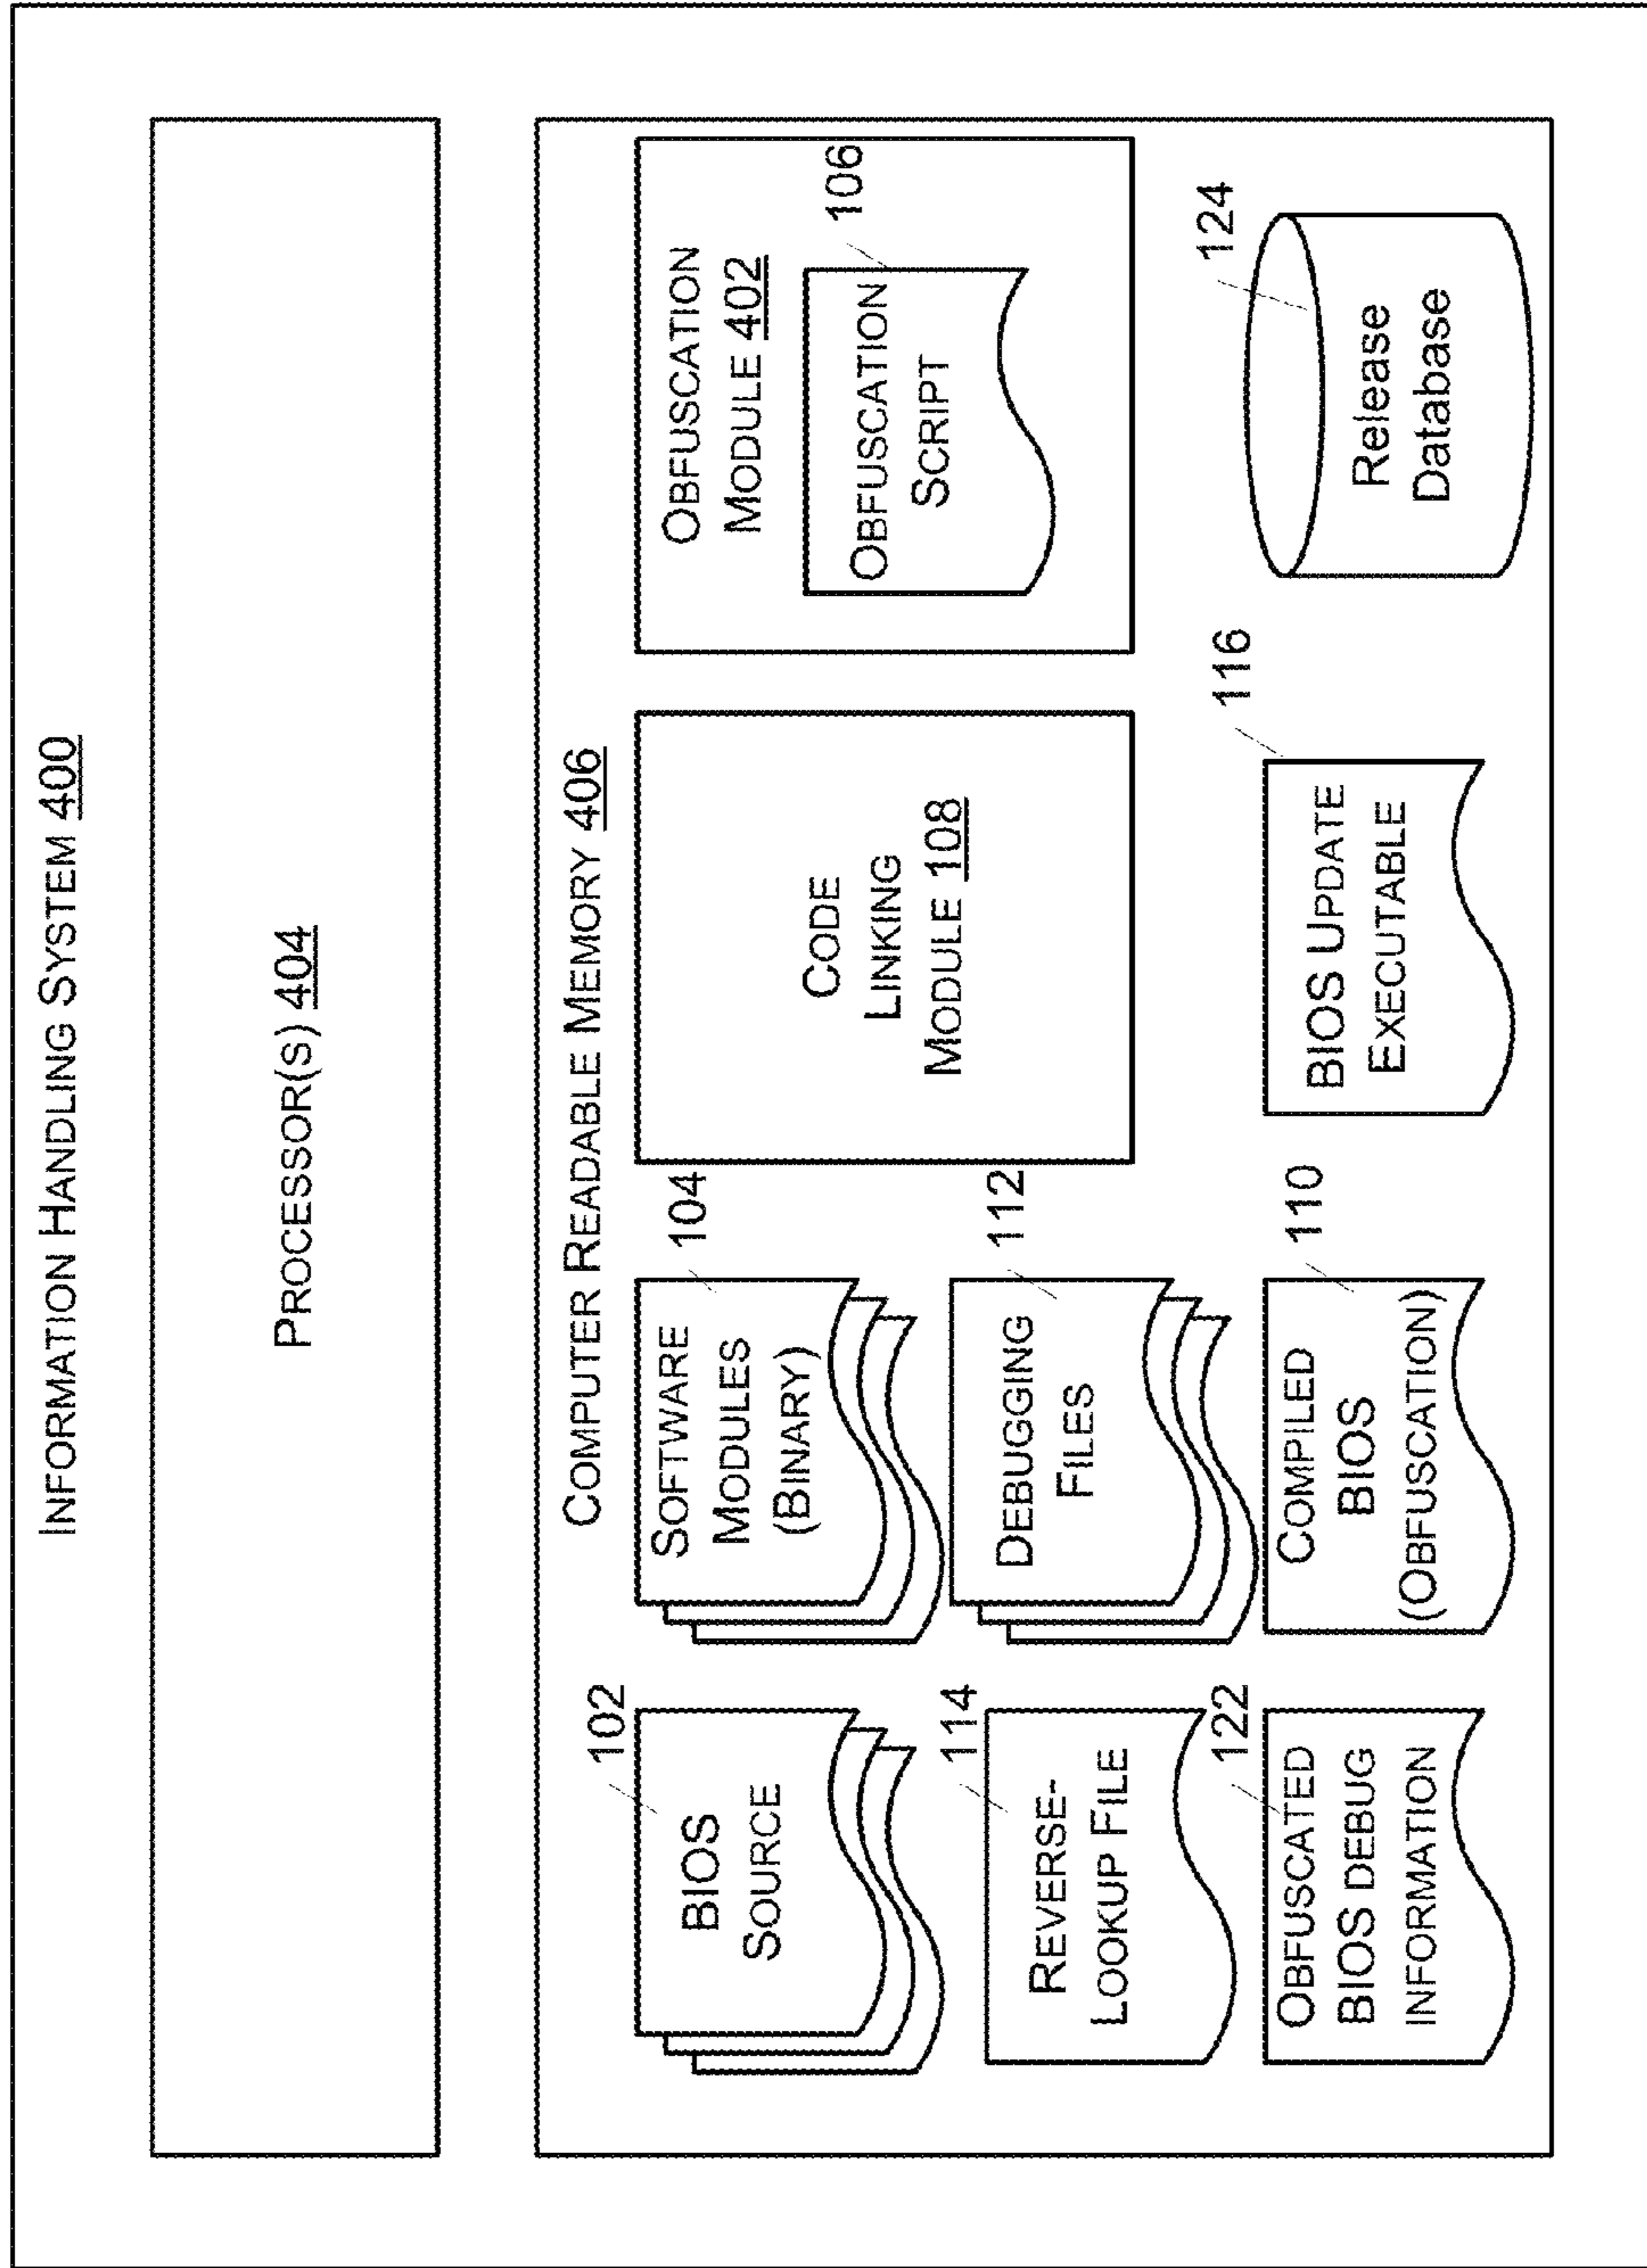 INFORMATION HANDLING SYSTEM 400
PROCESSOR(S) 404
COMPUTER READABLE MEMORY 406
102
BIOS
SOURCE
104
SOFTWARE
MODULES
(BINARY)
CODE
LINKING
MODULE 108
OBFUSCATION
MODULE 402
106
OBFUSCATION
SCRIPT
114
REVERSE-
LOOKUP FILE
112
DEBUGGING
FILES
122
OBFUSCATED
BIOS DEBUG
INFORMATION
110
COMPILED
BIOS
(OBFUSCATION)
116
BIOS UPDATE
EXECUTABLE
124
Release
Database